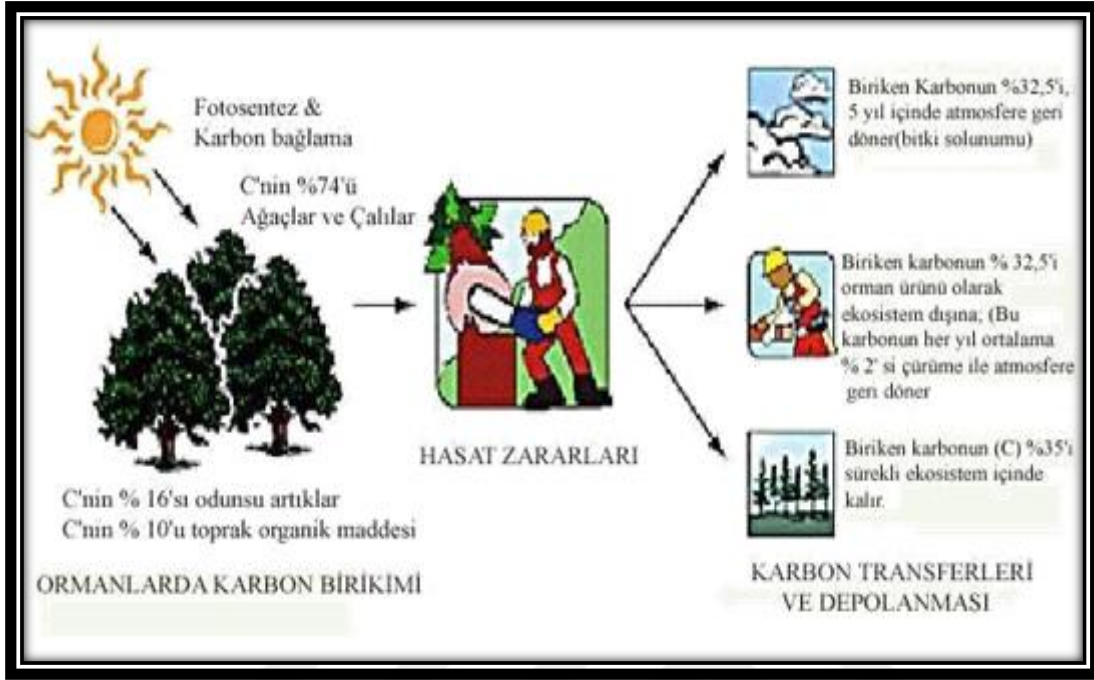 Fotosentez &
Karbon bağlama
C'nin %74'ü
Ağaçlar ve Çalılar
C'nin % 16'sı odunsu artıklar
C'nin % 10'u toprak organik maddesi
ORMANLARDA KARBON BİRİKİMİ
HASAT ZARARLARI
Biriken Karbonun %32,5'i,
5 yıl içinde atmosfere geri
döner(bitki solunumu)
Biriken karbonun % 32,5'i
orman ürünü olarak
ekosistem dışına; (Bu
karbonun her yıl ortalama
% 2' si çürüme ile atmosfere
geri döner
Biriken karbonun (C) %35'i
sürekli ekosistem içinde
kalır.
KARBON TRANSFERLERİ
VE DEPOLANMASI